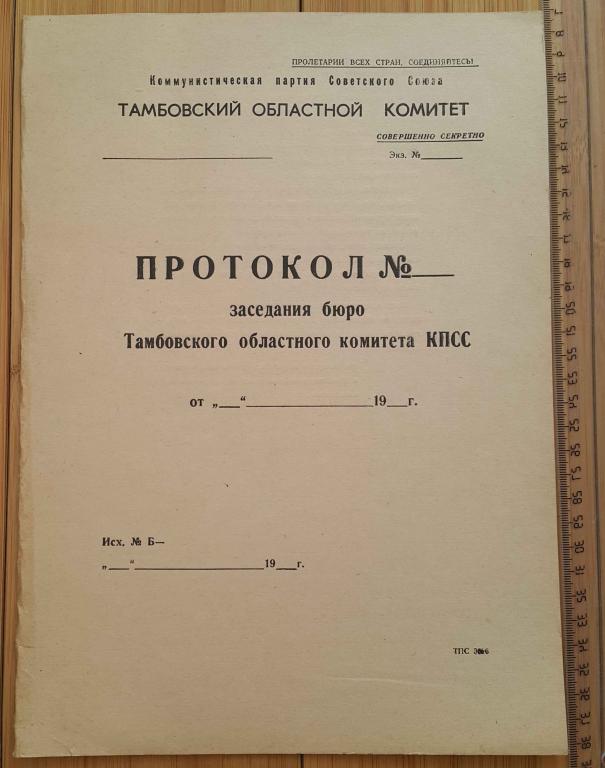 ПРОЛЕТАРИИ ВСЕХ СТРАН, СОЕДИНЯЙТЕСЬ!
Коммунистическая партия Советского Союза
ТАМБОВСКИЙ ОБЛАСТНОЙ КОМИТЕТ
СОВЕРШЕННО СЕКРЕТНО
Экз. №
ПРОТОКОЛ №
заседания бюро
Тамбовского областного комитета КПСС
от „ “ 19 г.
Исх. № Б—
„ “ 19 г.
ТПС